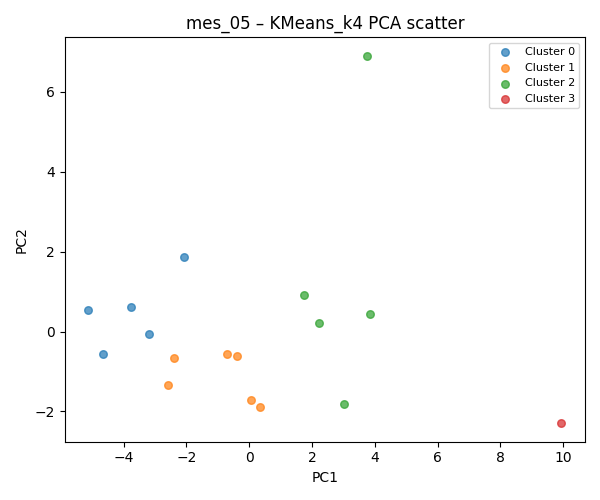 mes_05 – KMeans_k4 PCA scatter
Cluster 0
Cluster 1
Cluster 2
Cluster 3
PC2
6
4
2
0
−2
−4 −2 0 2 4 6 8 10
PC1